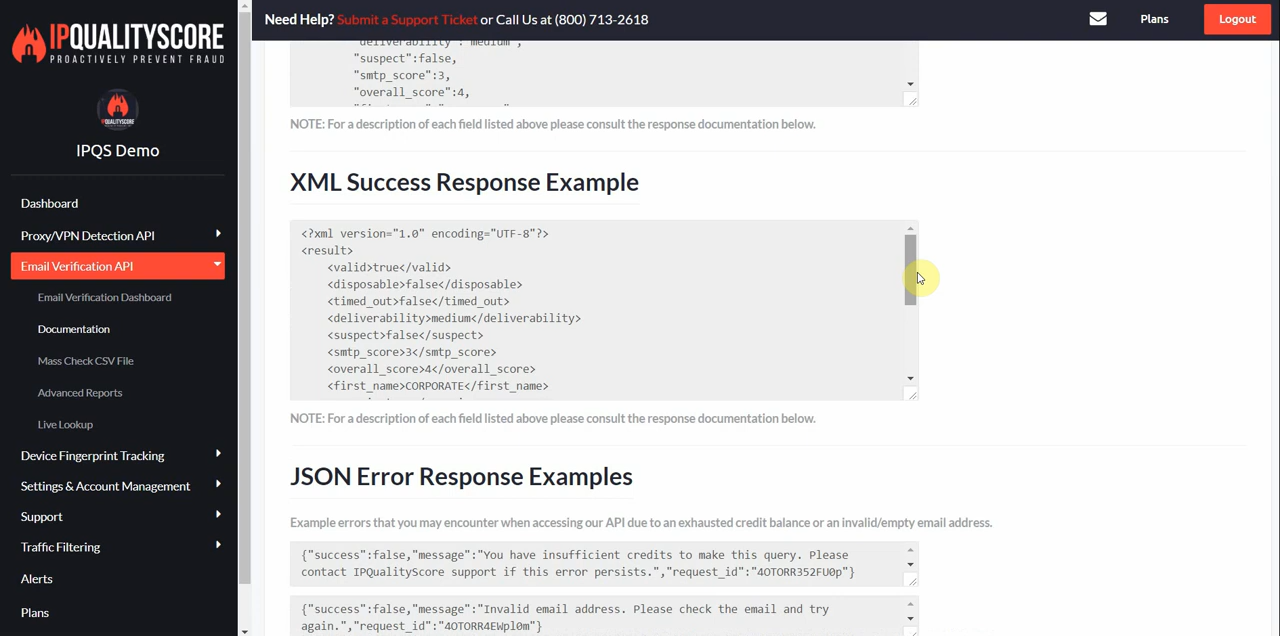 Need Help? Submit a Support Ticket or Call Us at (800) 713-2618
Plans
Logout
IPQUALITYSCORE
PROACTIVELY PREVENT FRAUD
IPQUALITYSCORE
IPQS Demo
Dashboard
Proxy/VPN Detection API
Email Verification API
Email Verification Dashboard
Documentation
Mass Check CSV File
Advanced Reports
Live Lookup
Device Fingerprint Tracking
Settings & Account Management
Support
Traffic Filtering
Alerts
Plans
"deliverability":"medium",
"suspect":false,
"smtp_score":3,
"overall_score":4,
NOTE: For a description of each field listed above please consult the response documentation below.
XML Success Response Example
<?xml version="1.0" encoding="UTF-8"?>
<result>
<valid>true</valid>
<disposable>false</disposable>
<timed_out>false</timed_out>
<deliverability>medium</deliverability>
<suspect>false</suspect>
<smtp_score>3</smtp_score>
<overall_score>4</overall_score>
<first_name>CORPORATE</first_name>
NOTE: For a description of each field listed above please consult the response documentation below.
JSON Error Response Examples
Example errors that you may encounter when accessing our API due to an exhausted credit balance or an invalid/empty email address.
{"success":false,"message":"You have insufficient credits to make this query. Please
contact IPQualityScore support if this error persists.","request_id":"4OTORR352FU0p"}
{"success":false,"message":"Invalid email address. Please check the email and try
again.","request_id":"4OTORR4EWpl0m"}